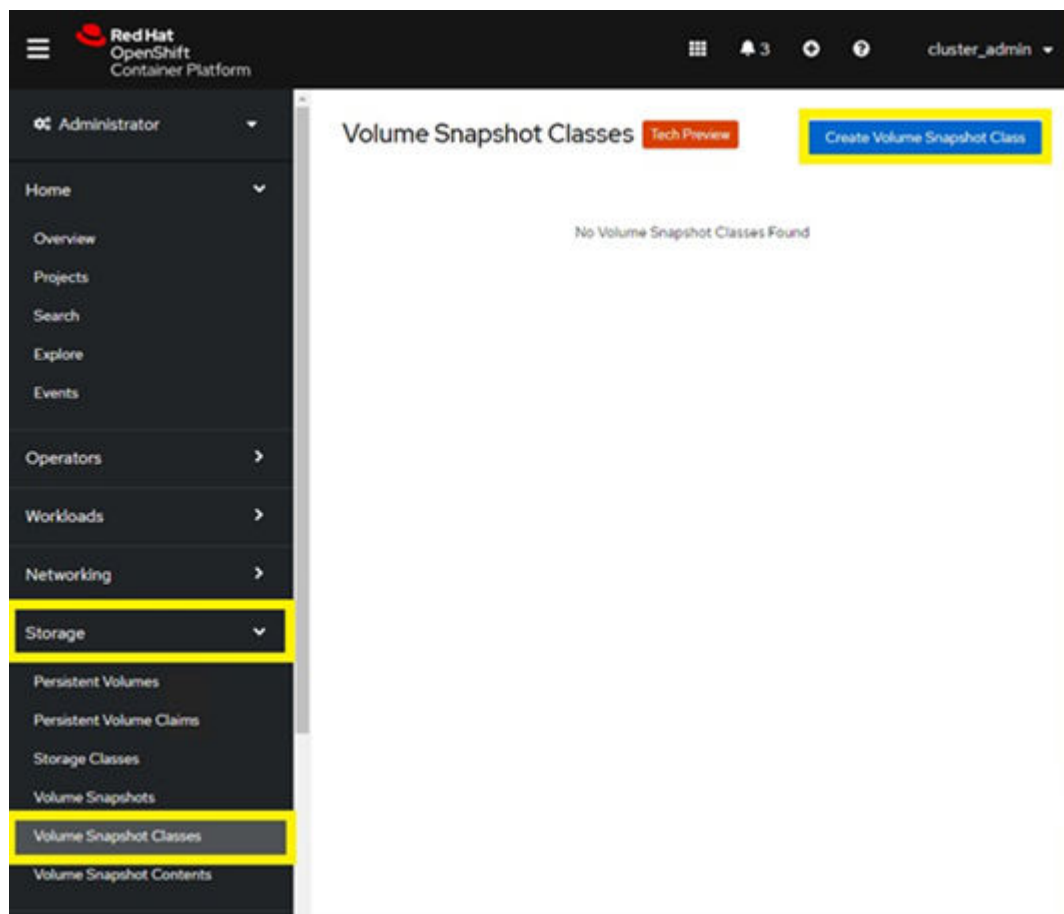 Red Hat
OpenShift
Container Platform
3
cluster_admin
Administrator
Volume Snapshot Classes Tech Preview
Create Volume Snapshot Class
Home
No Volume Snapshot Classes Found
Overview
Projects
Search
Explore
Events
Operators
Workloads
Networking
Storage
Persistent Volumes
Persistent Volume Claims
Storage Classes
Volume Snapshots
Volume Snapshot Classes
Volume Snapshot Contents